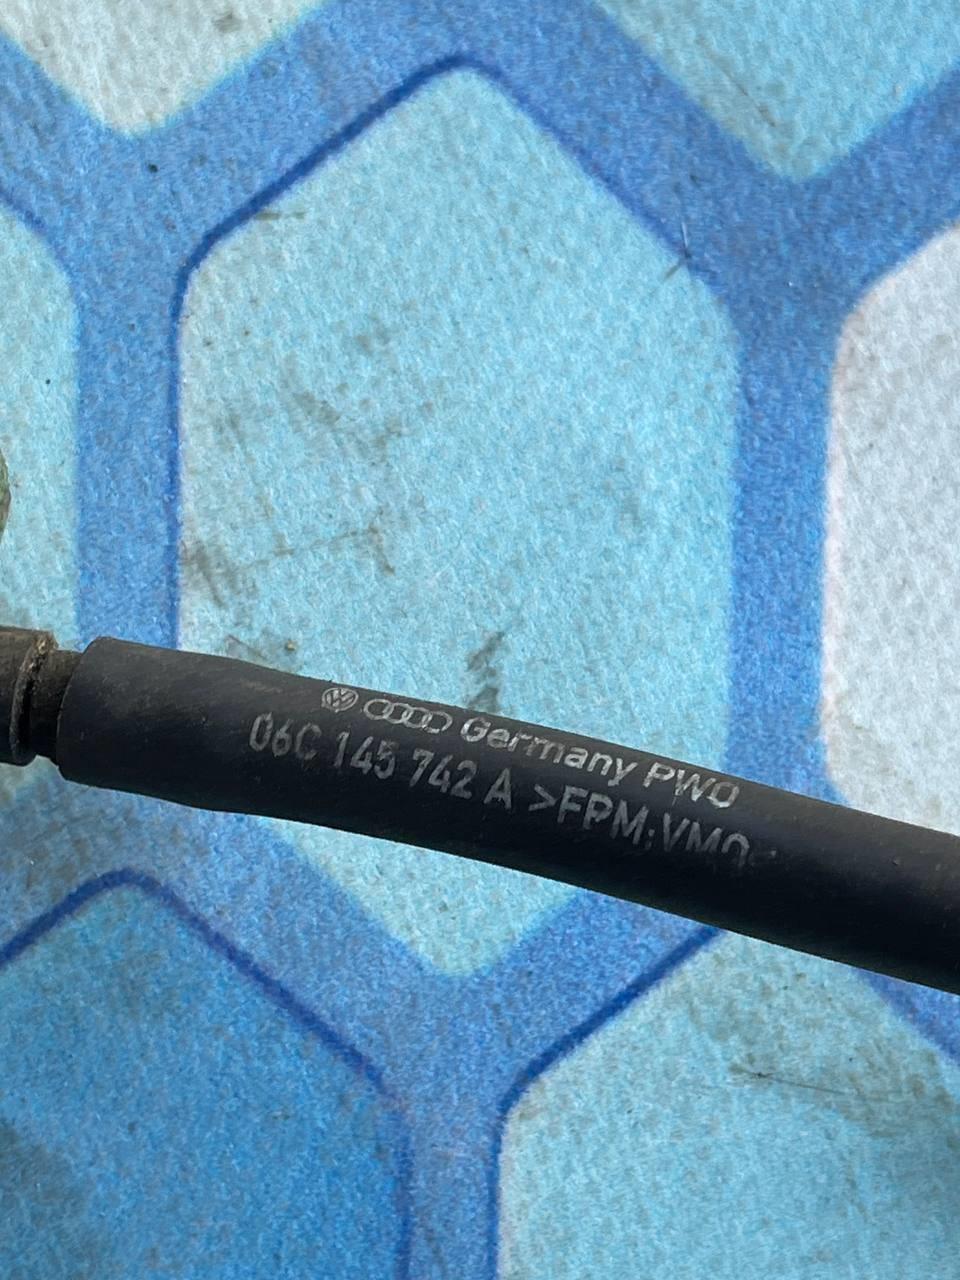 Germany PWO
06C 145 742 A >FPM;VMQ